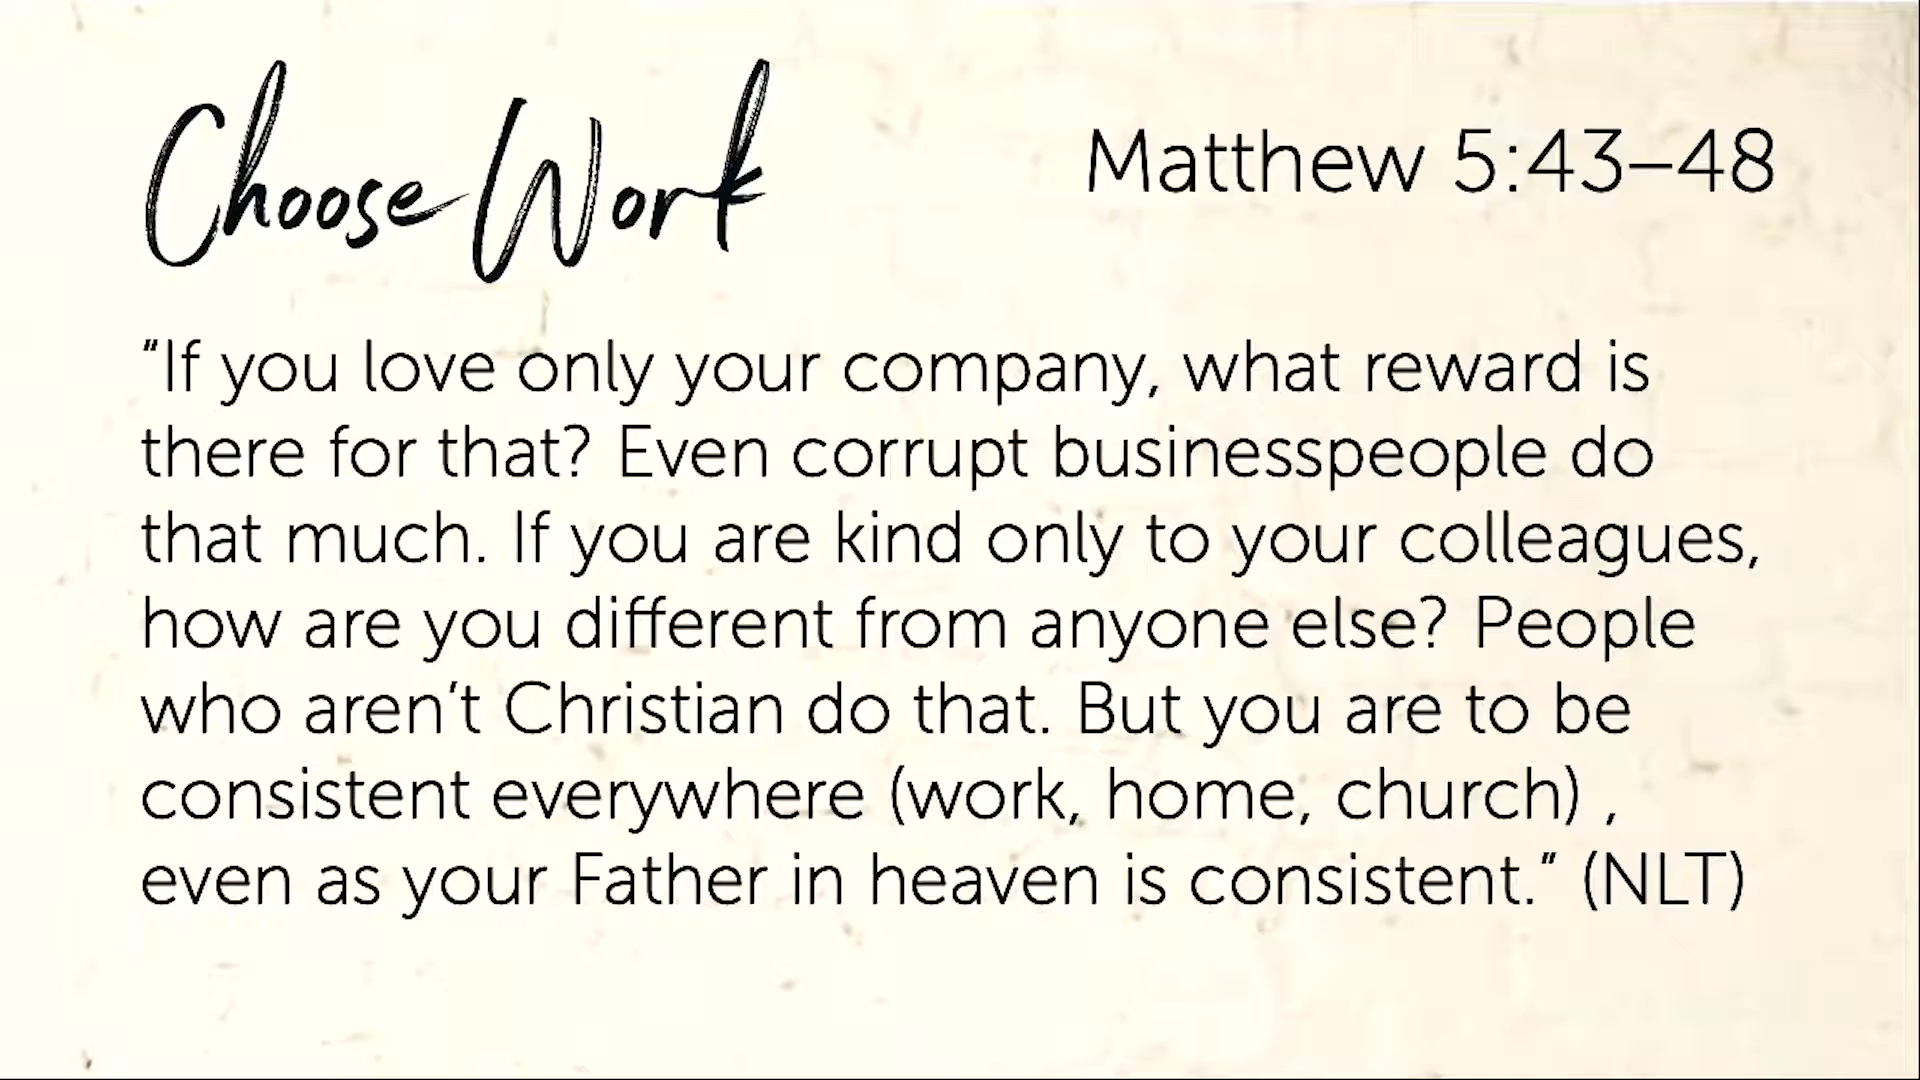 Choose Work
Matthew 5:43–48
“If you love only your company, what reward is
there for that? Even corrupt businesspeople do
that much. If you are kind only to your colleagues,
how are you different from anyone else? People
who aren’t Christian do that. But you are to be
consistent everywhere (work, home, church) ,
even as your Father in heaven is consistent.” (NLT)